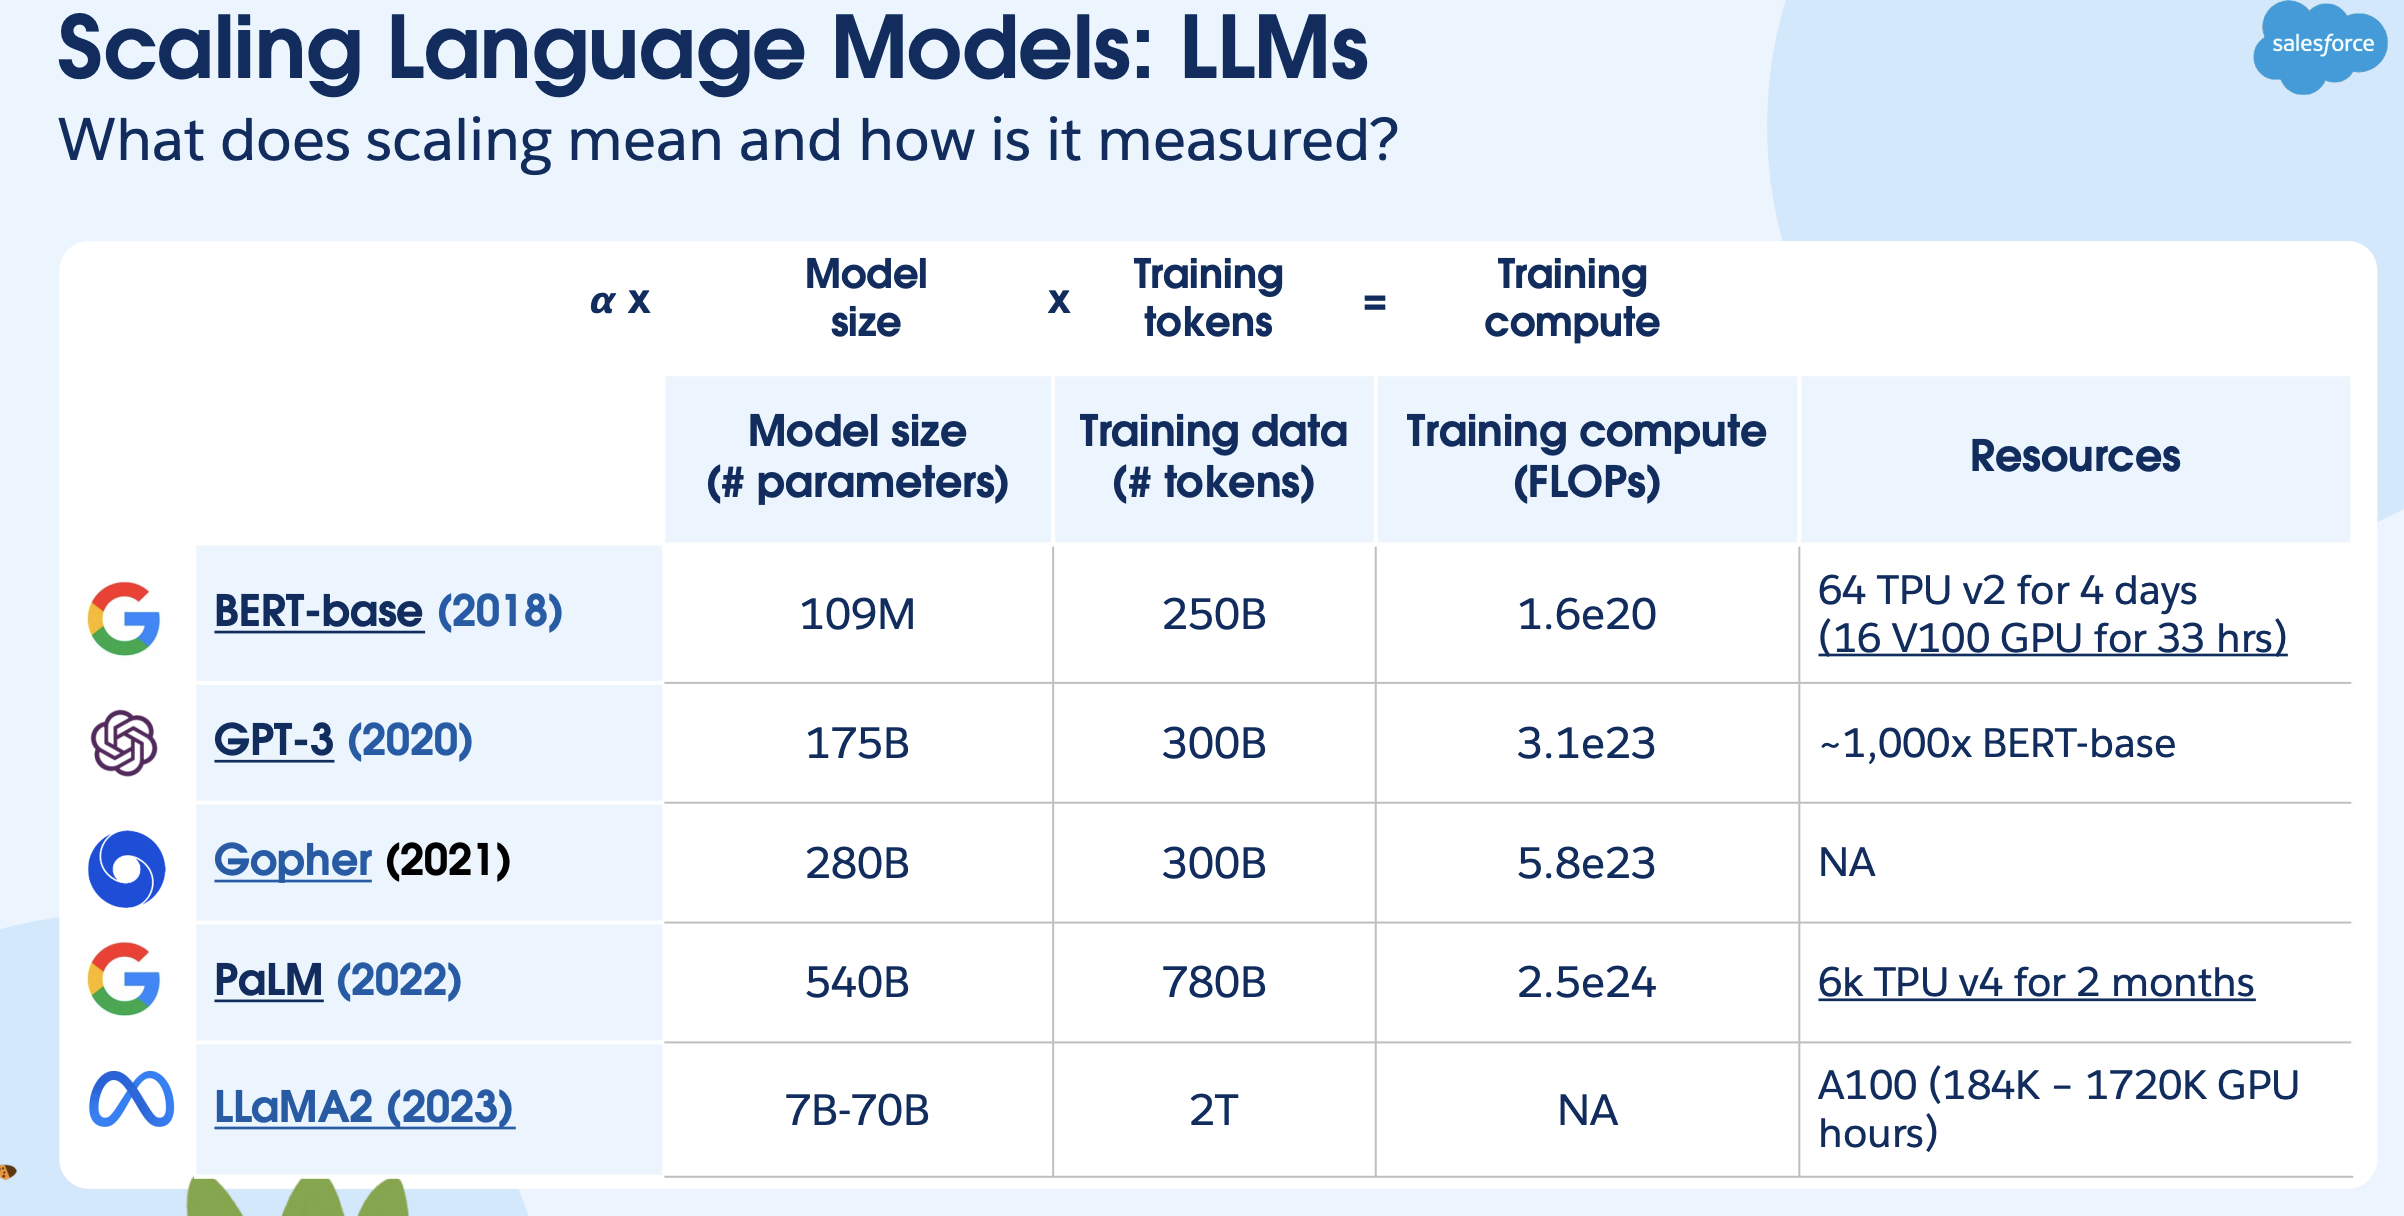 Scaling Language Models: LLMs
salesforce
What does scaling mean and how is it measured?
α x
Model
size
x
Training
tokens
=
Training
compute
Model size
(# parameters)
Training data
(# tokens)
Training compute
(FLOPs)
Resources
BERT-base (2018)
109M
250B
1.6e20
64 TPU v2 for 4 days
(16 V100 GPU for 33 hrs)
GPT-3 (2020)
175B
300B
3.1e23
~1,000x BERT-base
Gopher (2021)
280B
300B
5.8e23
NA
PaLM (2022)
540B
780B
2.5e24
6k TPU v4 for 2 months
LLaMA2 (2023)
7B-70B
2T
NA
A100 (184K – 1720K GPU
hours)